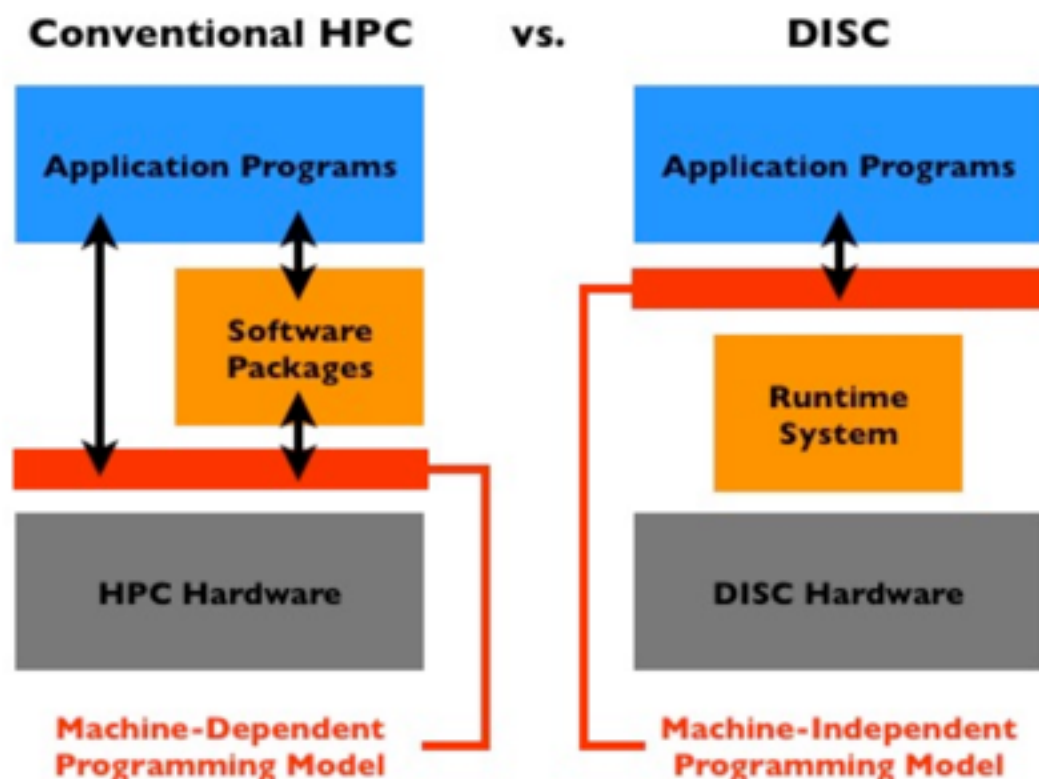 Conventional HPC vs. DISC
Application Programs
Software
Packages
HPC Hardware
Machine-Dependent
Programming Model
Application Programs
Runtime
System
DISC Hardware
Machine-Independent
Programming Model